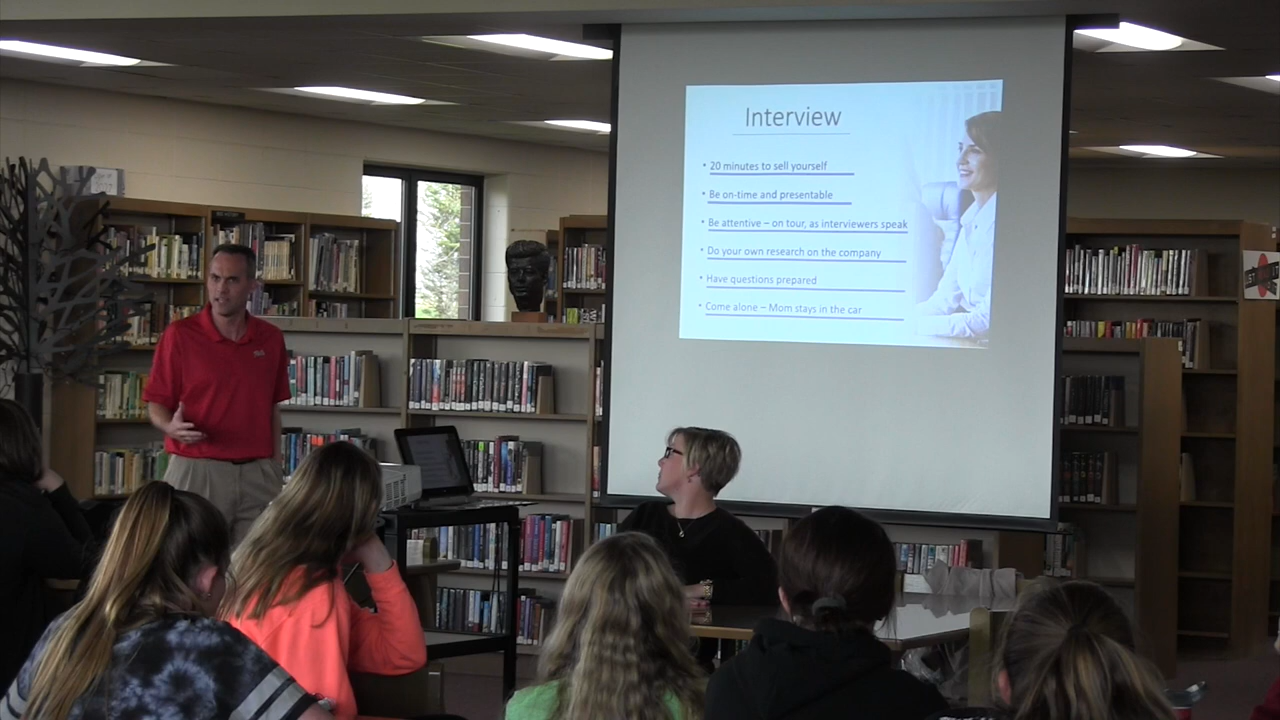 Interview
• 20 minutes to sell yourself
• Be on-time and presentable
• Be attentive – on tour, as interviewers speak
• Do your own research on the company
• Have questions prepared
• Come alone – Mom stays in the car